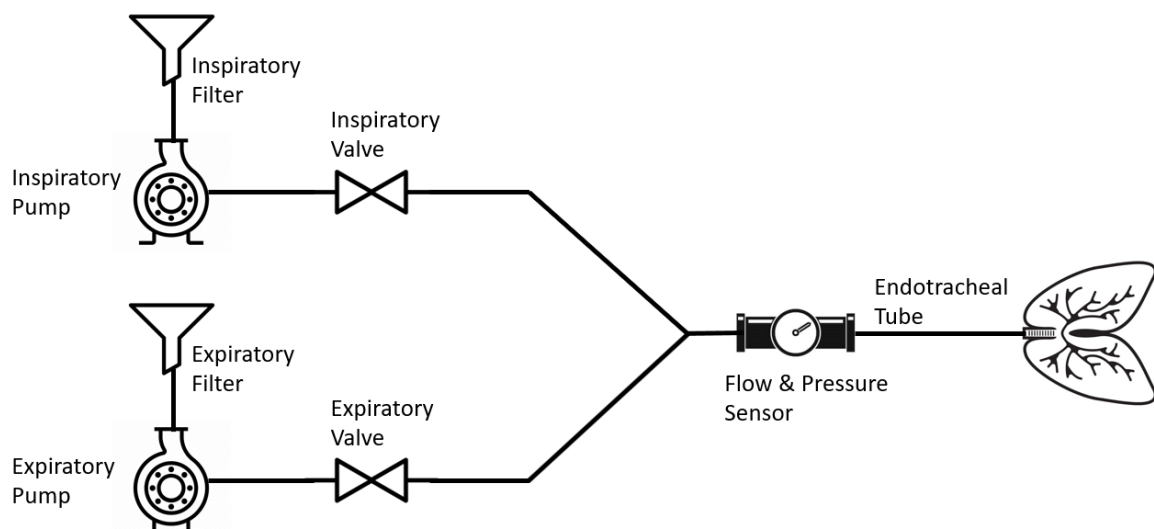 Inspiratory
Filter
Inspiratory
Valve
Inspiratory
Pump
Endotracheal
Tube
Flow & Pressure
Sensor
Expiratory
Filter
Expiratory
Valve
Expiratory
Pump